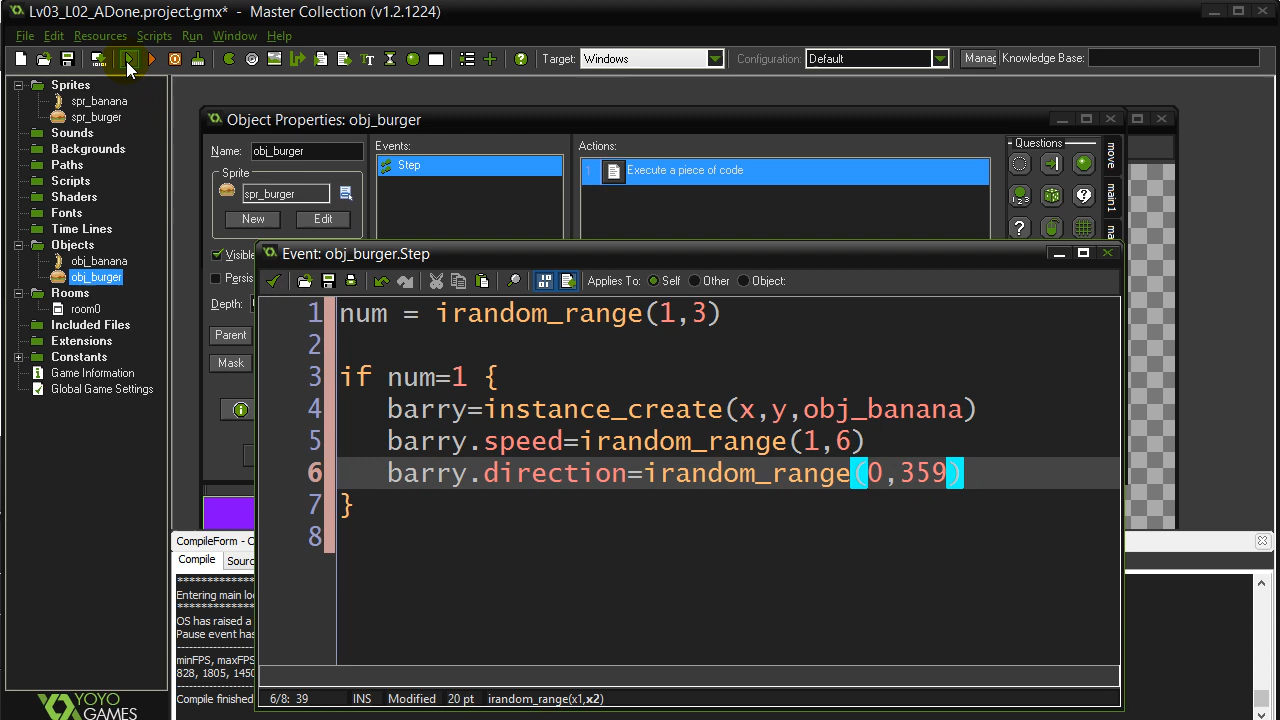 Lv03_L02_ADone.project.gmx* - Master Collection (v1.2.1224)
File Edit Resources Scripts Run Window Help
Target: Windows Configuration: Default Manag Knowledge Base:
Sprites
spr_banana
spr_burger
Sounds
Backgrounds
Paths
Scripts
Shaders
Fonts
Time Lines
Objects
obj_banana
obj_burger
Rooms
room0
Included Files
Extensions
Constants
Game Information
Global Game Settings
YOYO
GAMES
Object Properties: obj_burger
Name: obj_burger
Sprite
spr_burger
New Edit
Visible
Persis
Depth:
Parent
Mask
Events:
Step
Actions:
1 Execute a piece of code
Questions
move
main1
Event: obj_burger.Step
Applies To: Self Other Object:
1 num = irandom_range(1,3)
2
3 if num=1 {
4 barry=instance_create(x,y,obj_banana)
5 barry.speed=irandom_range(1,6)
6 barry.direction=irandom_range(0,359)
7 }
8
6/8: 39 INS Modified 20 pt irandom_range(x1,x2)
CompileForm - C
Compile Sourc
Entering main lo
OS has raised a
Pause event has
minFPS, maxFPS
828, 1805, 1450
Compile finished